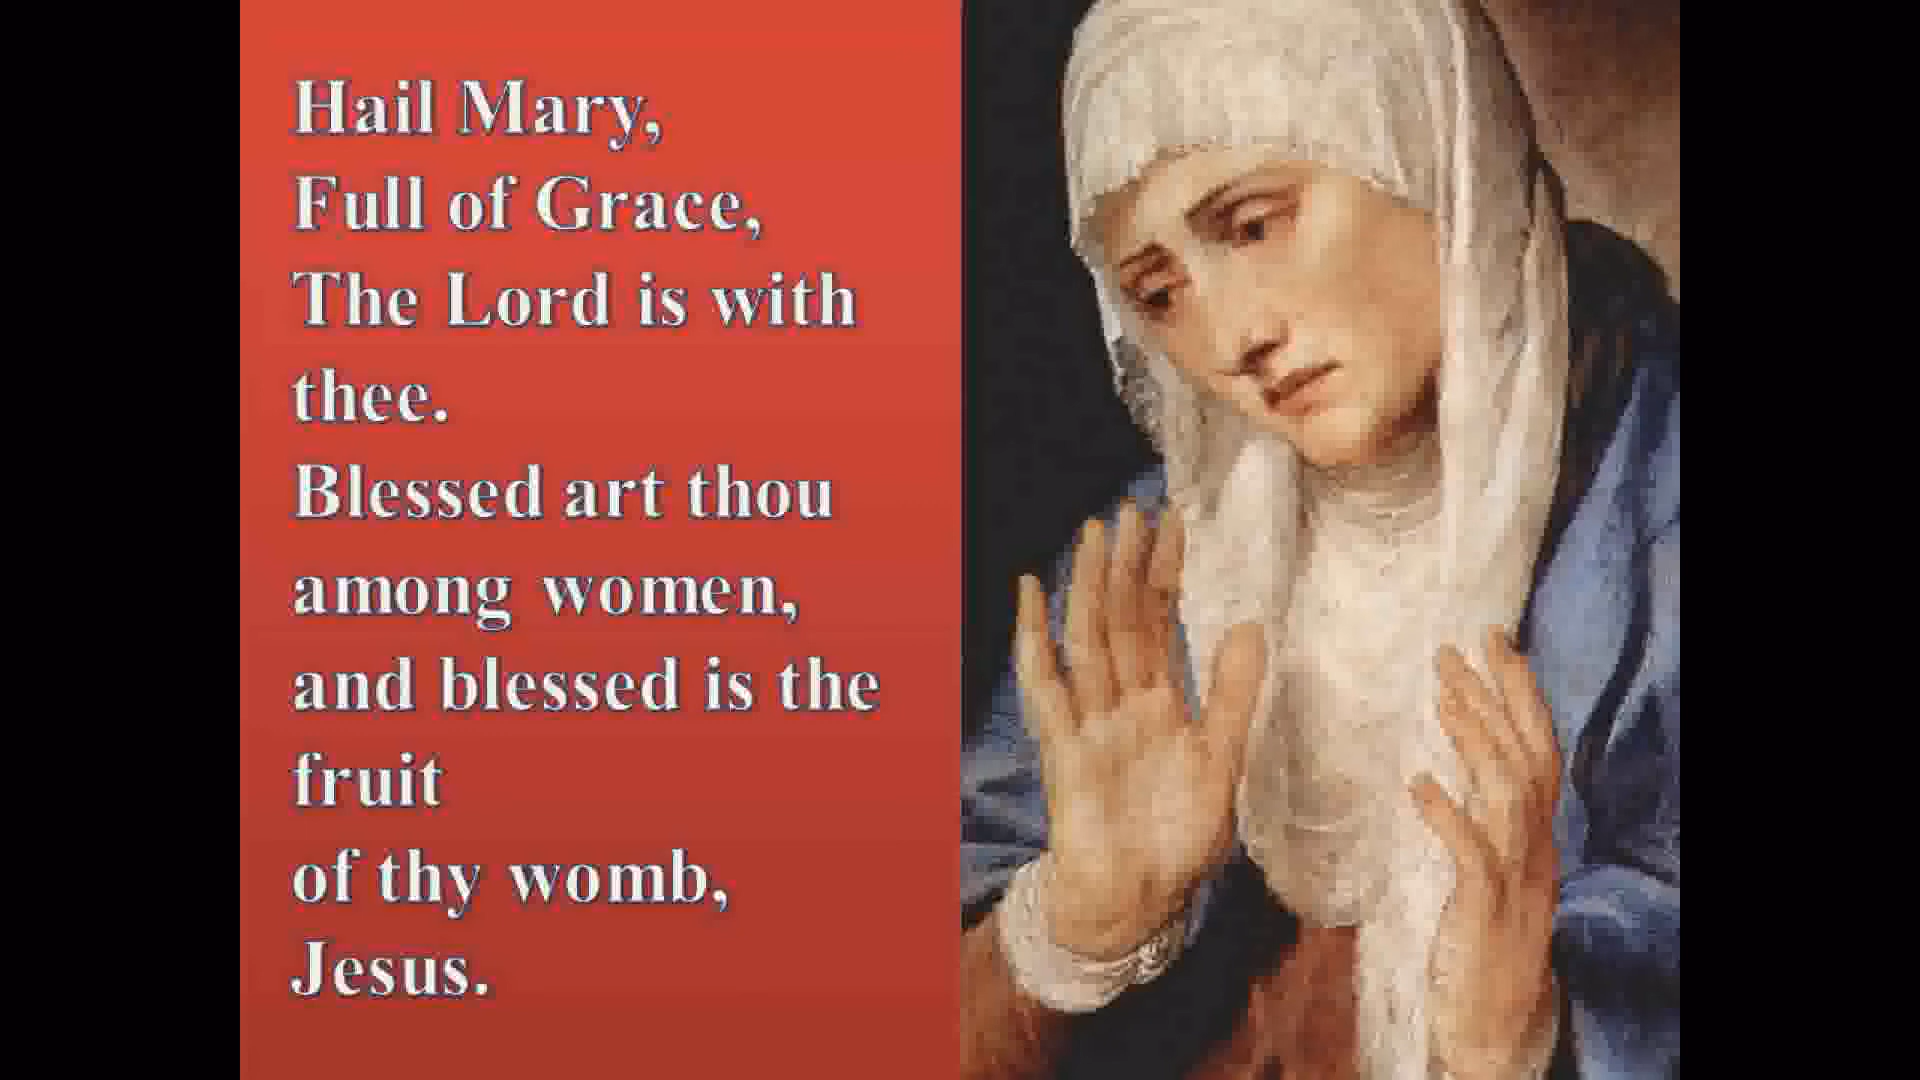 Hail Mary,
Full of Grace,
The Lord is with
thee.
Blessed art thou
among women,
and blessed is the
fruit
of thy womb,
Jesus.